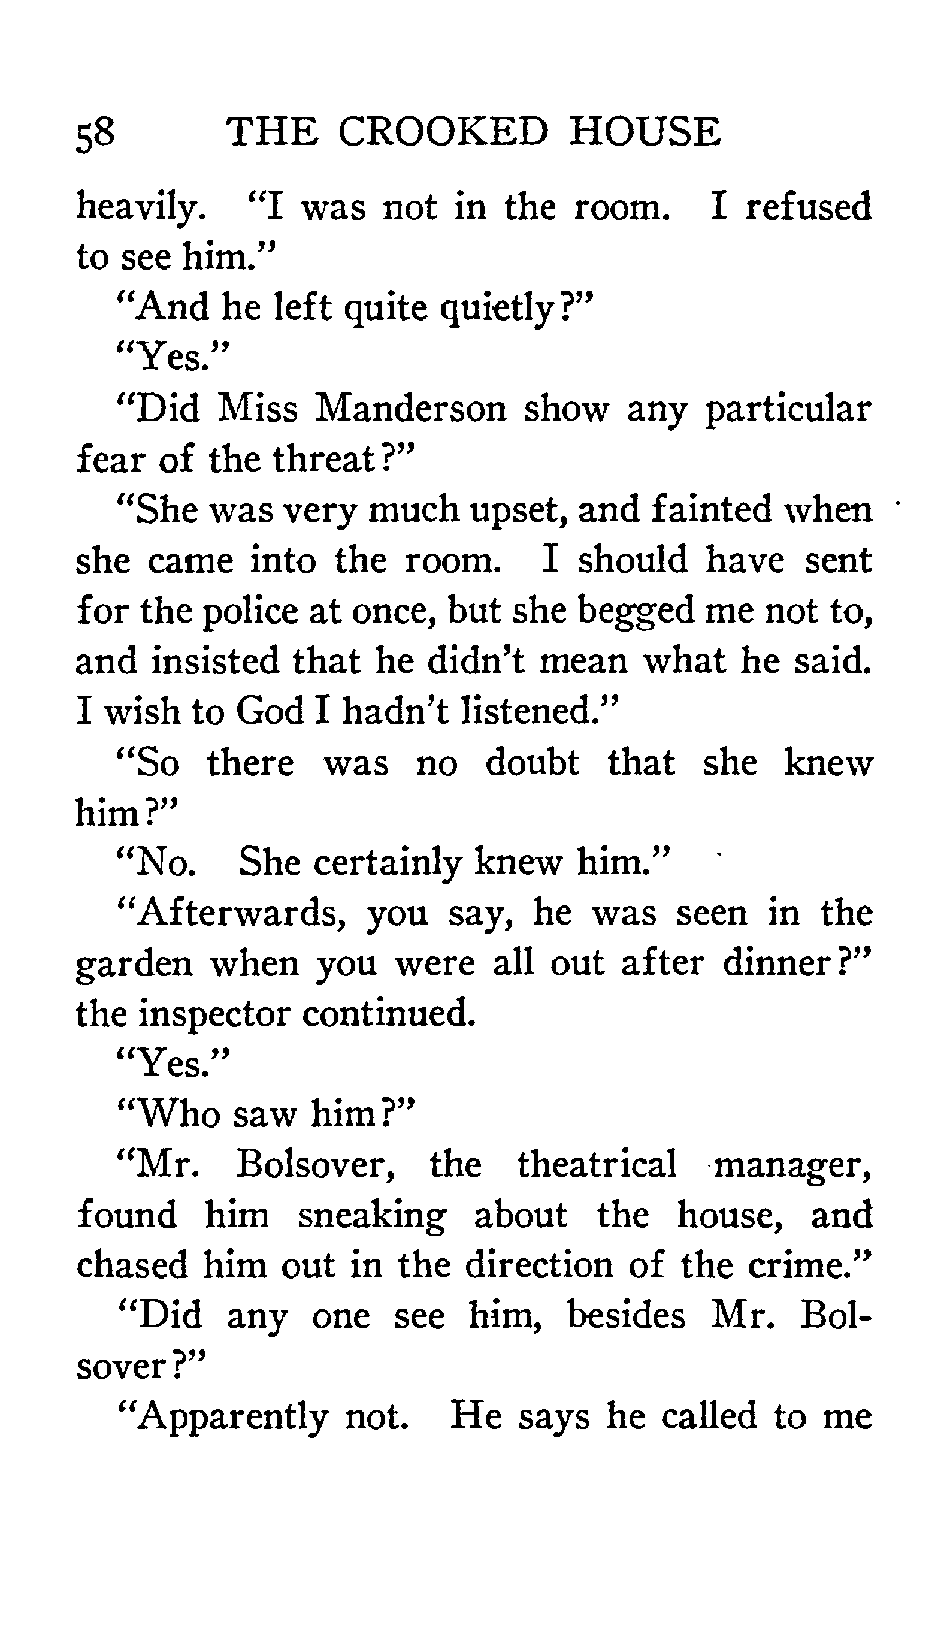 58 THE CROOKED HOUSE
heavily. "I was not in the room. I refused
to see him."
"And he left quite quietly?"
"Yes."
"Did Miss Manderson show any particular
fear of the threat?"
"She was very much upset, and fainted when
she came into the room. I should have sent
for the police at once, but she begged me not to,
and insisted that he didn't mean what he said.
I wish to God I hadn't listened."
"So there was no doubt that she knew
him?"
"No. She certainly knew him."
"Afterwards, you say, he was seen in the
garden when you were all out after dinner?"
the inspector continued.
"Yes."
"Who saw him?"
"Mr. Bolsover, the theatrical manager,
found him sneaking about the house, and
chased him out in the direction of the crime."
"Did any one see him, besides Mr. Bol-
sover?"
"Apparently not. He says he called to me